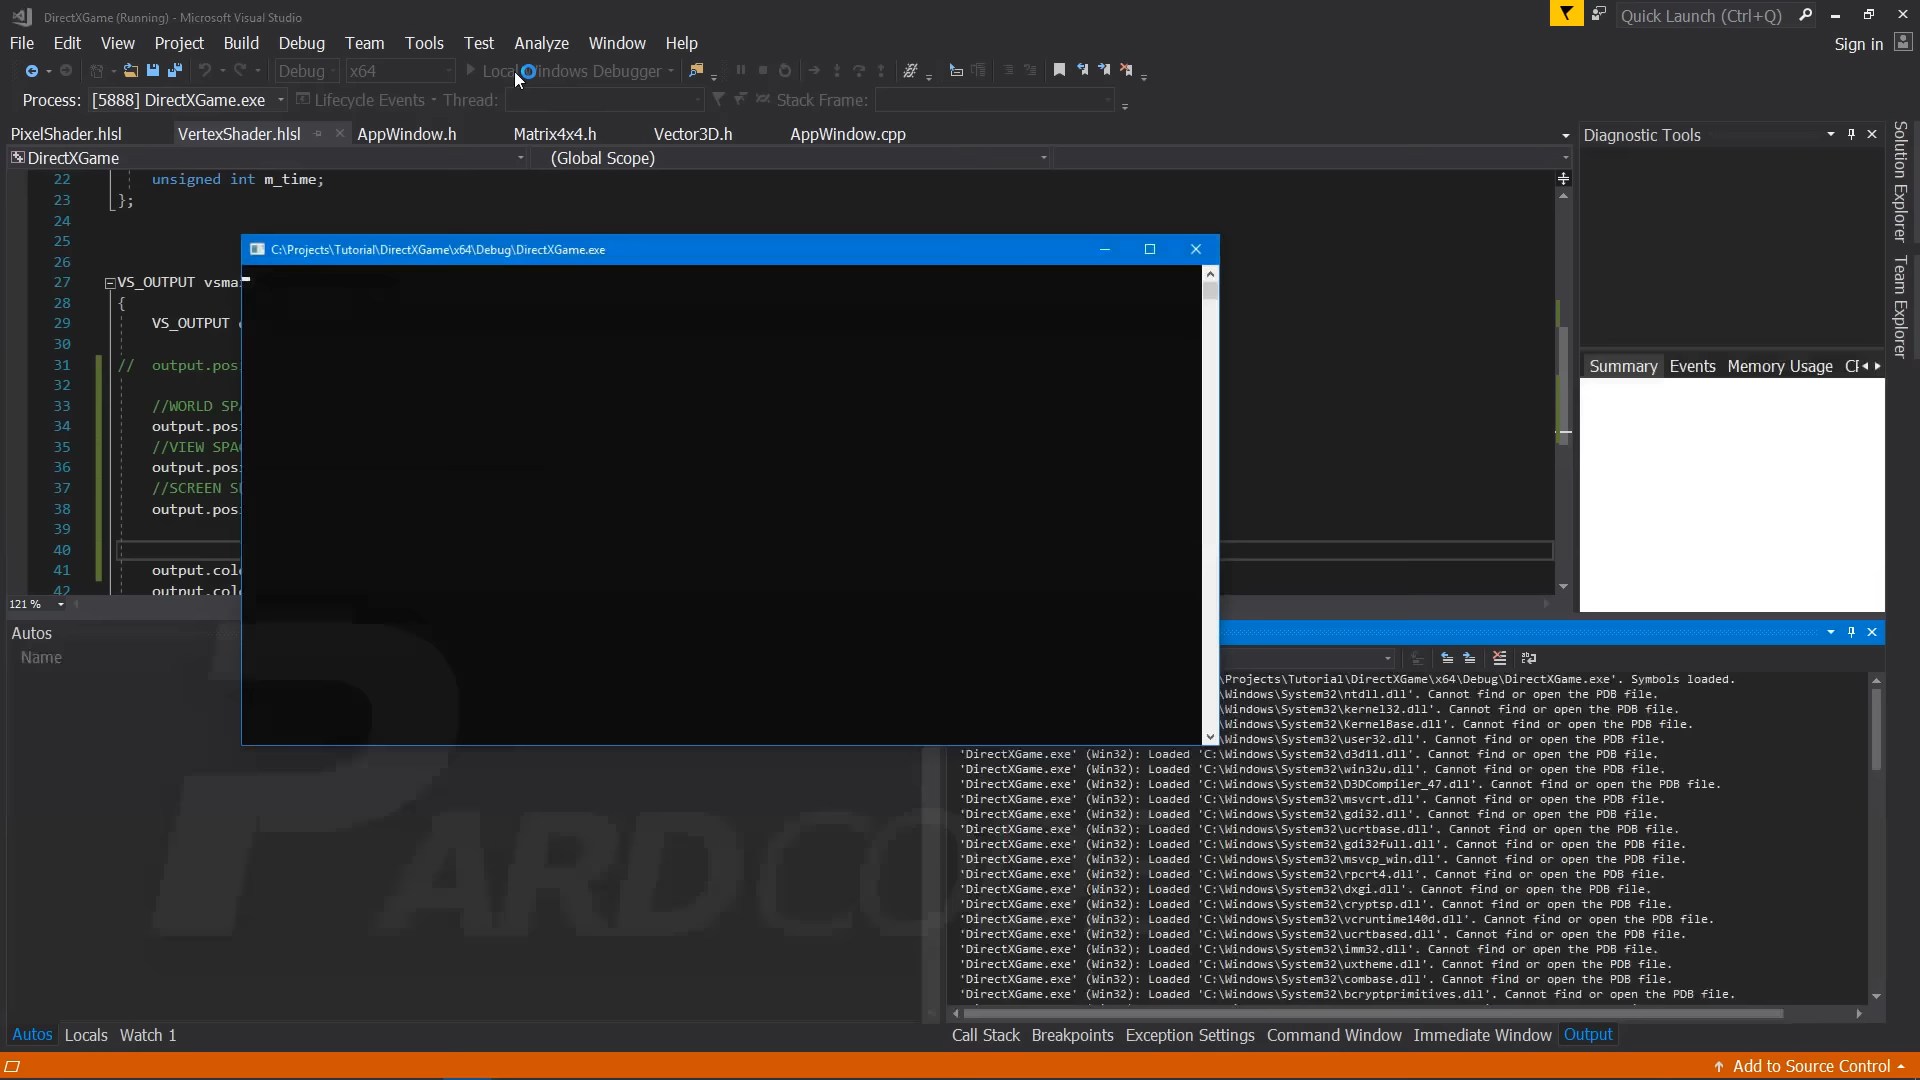 DirectXGame (Running) - Microsoft Visual Studio
Quick Launch (Ctrl+Q)
File Edit View Project Build Debug Team Tools Test Analyze Window Help
Sign in
Debug x64 Local Windows Debugger
Process: [5888] DirectXGame.exe Lifecycle Events Thread: Stack Frame:
PixelShader.hlsl VertexShader.hlsl AppWindow.h Matrix4x4.h Vector3D.h AppWindow.cpp
Diagnostic Tools
DirectXGame (Global Scope)
Solution Explorer
Team Explorer
22 unsigned int m_time;
23 };
24
25
26
27 VS_OUTPUT vsma
28 {
29 VS_OUTPUT
30
31 // output.pos
32
33 //WORLD SPA
34 output.pos
35 //VIEW SPAC
36 output.pos
37 //SCREEN S
38 output.pos
39
40
41 output.col
42 output.col
C:\Projects\Tutorial\DirectXGame\x64\Debug\DirectXGame.exe
Summary Events Memory Usage
121 %
Autos
Name
PARDCO
\Projects\Tutorial\DirectXGame\x64\Debug\DirectXGame.exe'. Symbols loaded.
\Windows\System32\ntdll.dll'. Cannot find or open the PDB file.
\Windows\System32\kernel32.dll'. Cannot find or open the PDB file.
\Windows\System32\KernelBase.dll'. Cannot find or open the PDB file.
\Windows\System32\user32.dll'. Cannot find or open the PDB file.
'DirectXGame.exe' (Win32): Loaded 'C:\Windows\System32\d3d11.dll'. Cannot find or open the PDB file.
'DirectXGame.exe' (Win32): Loaded 'C:\Windows\System32\win32u.dll'. Cannot find or open the PDB file.
'DirectXGame.exe' (Win32): Loaded 'C:\Windows\System32\D3DCompiler_47.dll'. Cannot find or open the PDB file.
'DirectXGame.exe' (Win32): Loaded 'C:\Windows\System32\msvcrt.dll'. Cannot find or open the PDB file.
'DirectXGame.exe' (Win32): Loaded 'C:\Windows\System32\gdi32.dll'. Cannot find or open the PDB file.
'DirectXGame.exe' (Win32): Loaded 'C:\Windows\System32\ucrtbase.dll'. Cannot find or open the PDB file.
'DirectXGame.exe' (Win32): Loaded 'C:\Windows\System32\gdi32full.dll'. Cannot find or open the PDB file.
'DirectXGame.exe' (Win32): Loaded 'C:\Windows\System32\msvcp_win.dll'. Cannot find or open the PDB file.
'DirectXGame.exe' (Win32): Loaded 'C:\Windows\System32\rpcrt4.dll'. Cannot find or open the PDB file.
'DirectXGame.exe' (Win32): Loaded 'C:\Windows\System32\dxgi.dll'. Cannot find or open the PDB file.
'DirectXGame.exe' (Win32): Loaded 'C:\Windows\System32\cryptsp.dll'. Cannot find or open the PDB file.
'DirectXGame.exe' (Win32): Loaded 'C:\Windows\System32\vcruntime140d.dll'. Cannot find or open the PDB file.
'DirectXGame.exe' (Win32): Loaded 'C:\Windows\System32\ucrtbased.dll'. Cannot find or open the PDB file.
'DirectXGame.exe' (Win32): Loaded 'C:\Windows\System32\imm32.dll'. Cannot find or open the PDB file.
'DirectXGame.exe' (Win32): Loaded 'C:\Windows\System32\uxtheme.dll'. Cannot find or open the PDB file.
'DirectXGame.exe' (Win32): Loaded 'C:\Windows\System32\combase.dll'. Cannot find or open the PDB file.
'DirectXGame.exe' (Win32): Loaded 'C:\Windows\System32\bcryptprimitives.dll'. Cannot find or open the PDB file.
Autos Locals Watch 1
Call Stack Breakpoints Exception Settings Command Window Immediate Window Output
Add to Source Control